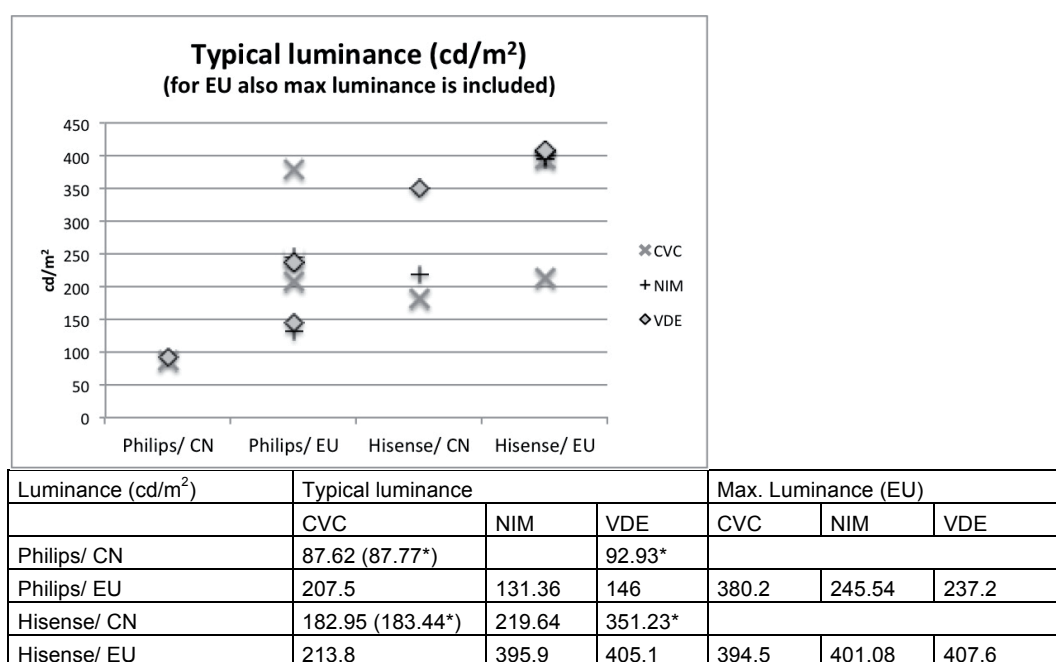 Typical luminance (cd/m²)
(for EU also max luminance is included)
450
400
350
300
250
200
150
100
50
0
cd/m²
Philips/ CN Philips/ EU Hisense/ CN Hisense/ EU
CVC
NIM
VDE
Luminance (cd/m²) Typical luminance Max. Luminance (EU)
CVC NIM VDE CVC NIM VDE
Philips/ CN 87.62 (87.77*) 92.93*
Philips/ EU 207.5 131.36 146 380.2 245.54 237.2
Hisense/ CN 182.95 (183.44*) 219.64 351.23*
Hisense/ EU 213.8 395.9 405.1 394.5 401.08 407.6